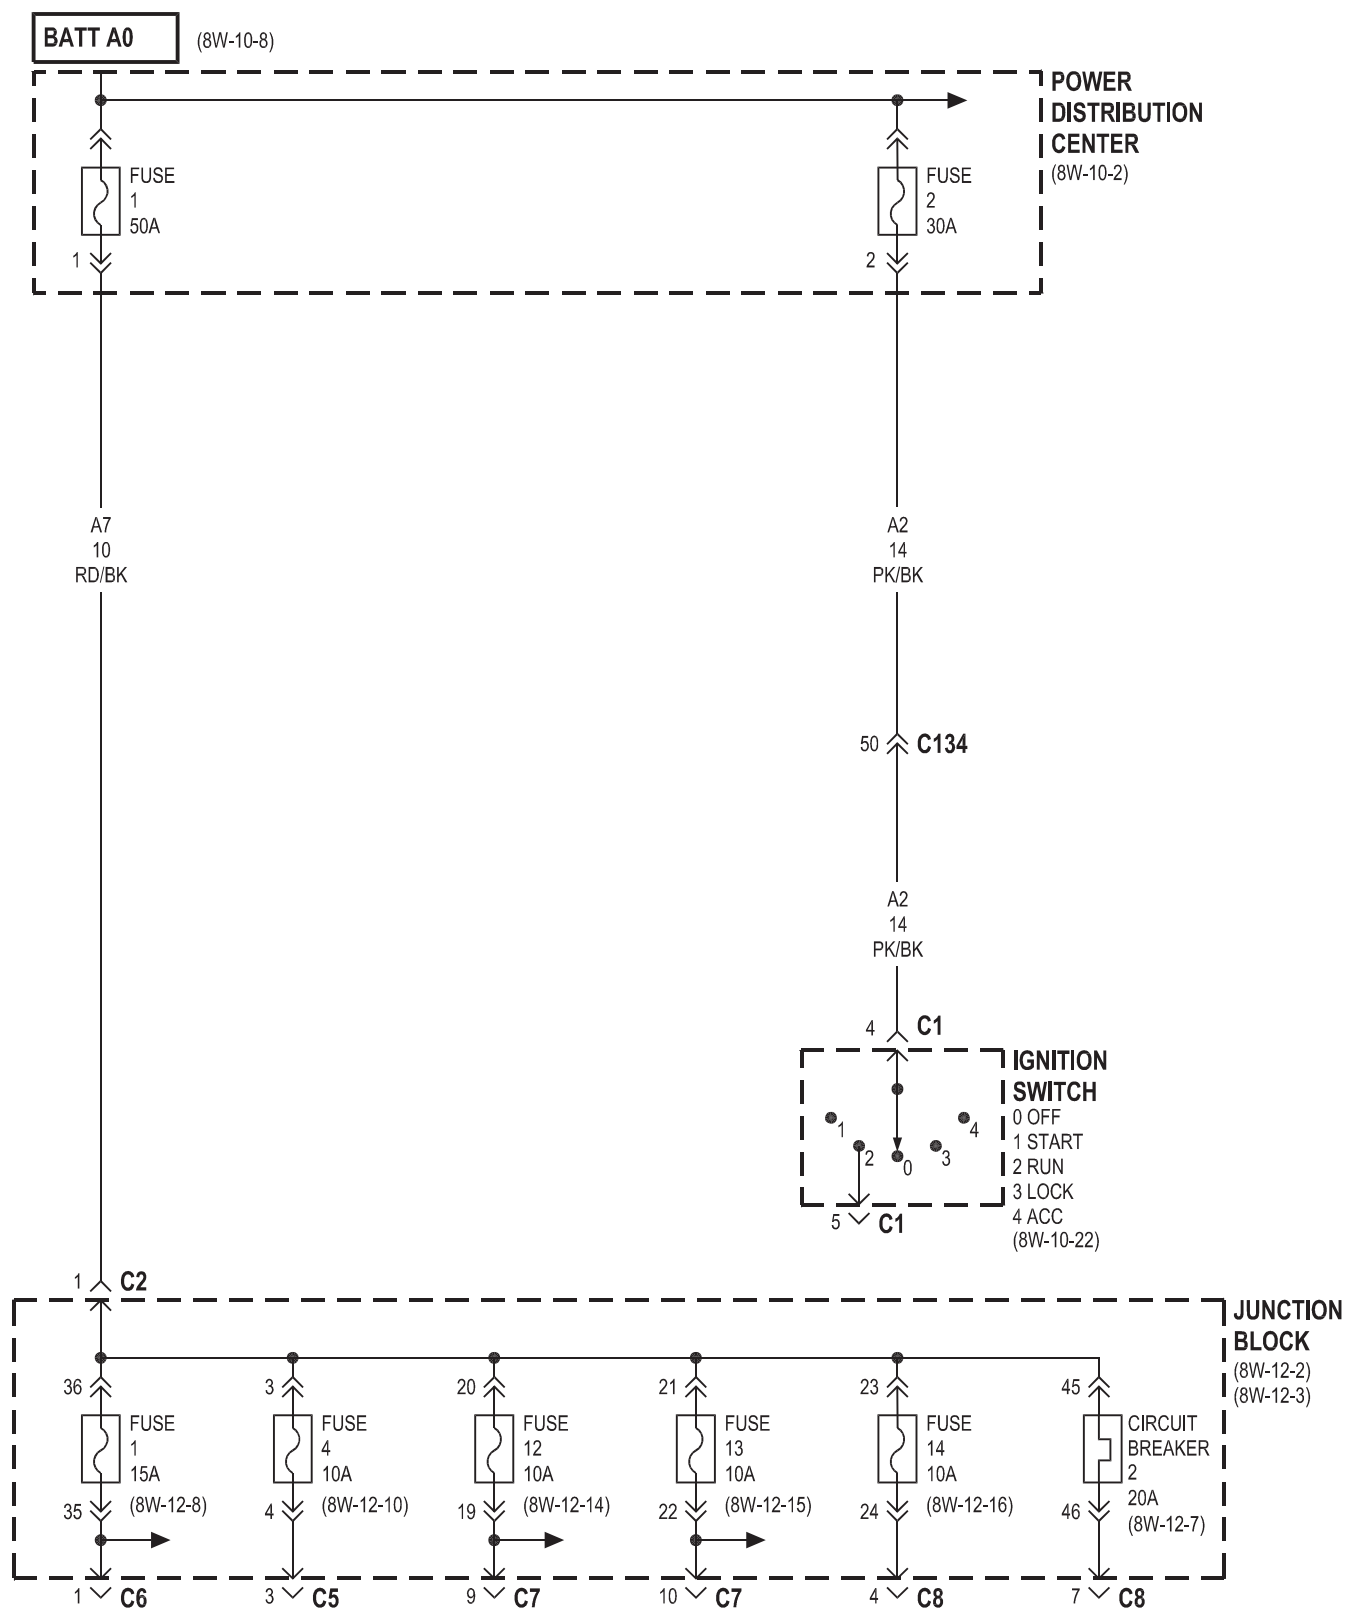 BATT A0 (8W-10-8)
POWER
DISTRIBUTION
CENTER
(8W-10-2)
FUSE
1
50A
1
FUSE
2
30A
2
A7
10
RD/BK
A2
14
PK/BK
50 C134
A2
14
PK/BK
4 C1
IGNITION
SWITCH
0 OFF
1 START
2 RUN
3 LOCK
4 ACC
(8W-10-22)
1
2
0
3
4
5 C1
1 C2
JUNCTION
BLOCK
(8W-12-2)
(8W-12-3)
36
FUSE
1
15A
(8W-12-8)
35
1 C6
3
FUSE
4
10A
(8W-12-10)
4
3 C5
20
FUSE
12
10A
(8W-12-14)
19
9 C7
21
FUSE
13
10A
(8W-12-15)
22
10 C7
23
FUSE
14
10A
(8W-12-16)
24
4 C8
45
CIRCUIT
BREAKER
2
20A
(8W-12-7)
46
7 C8